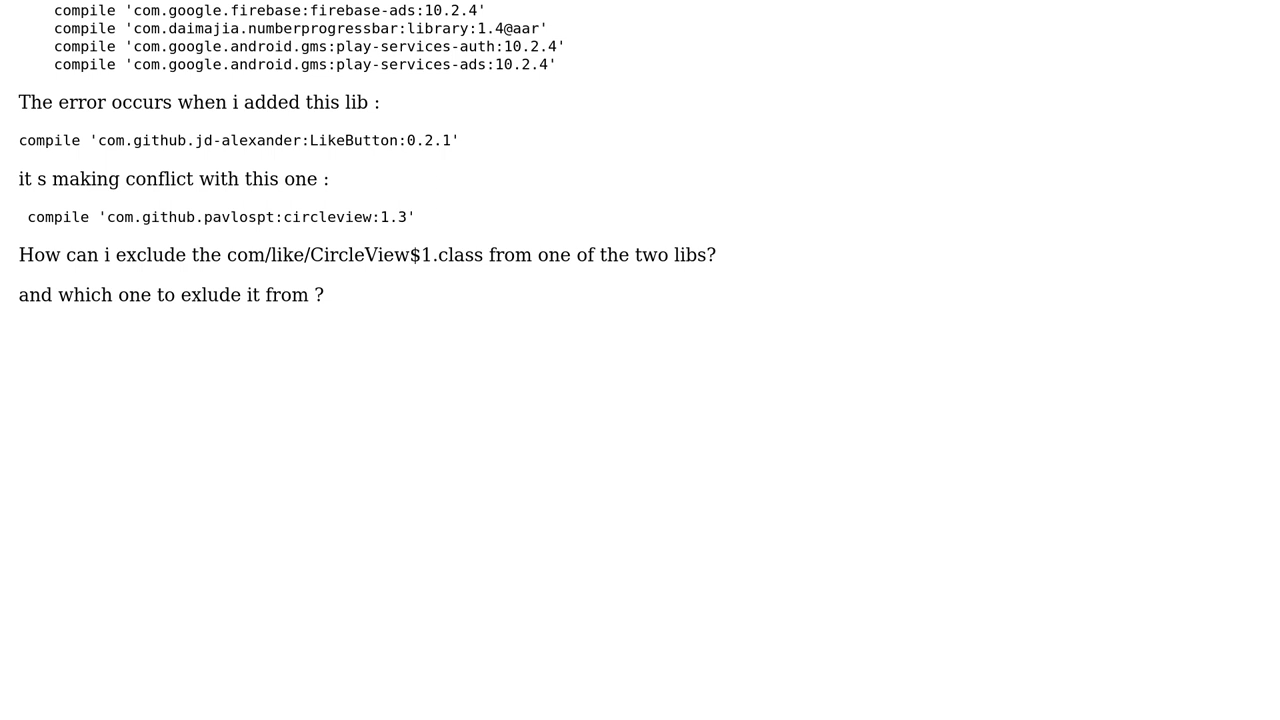 compile 'com.google.firebase:firebase-ads:10.2.4'
compile 'com.daimajia.numberprogressbar:library:1.4@aar'
compile 'com.google.android.gms:play-services-auth:10.2.4'
compile 'com.google.android.gms:play-services-ads:10.2.4'
The error occurs when i added this lib :
compile 'com.github.jd-alexander:LikeButton:0.2.1'
it s making conflict with this one :
compile 'com.github.pavlospt:circleview:1.3'
How can i exclude the com/like/CircleView$1.class from one of the two libs?
and which one to exlude it from ?